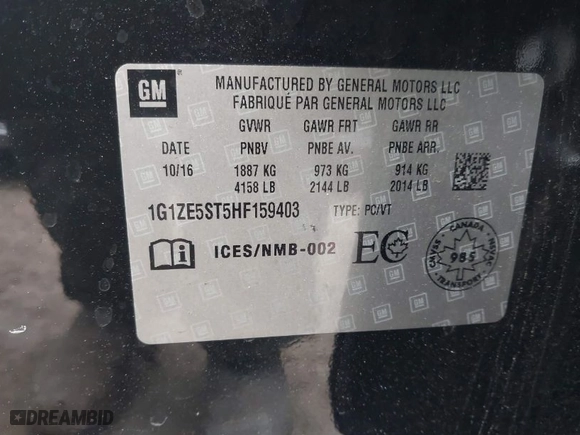 GM
MANUFACTURED BY GENERAL MOTORS LLC
FABRIQUÉ PAR GENERAL MOTORS LLC
GVWR GAWR FRT GAWR RR
DATE PNBV PNBE AV. PNBE ARR.
10/16 1887 KG 973 KG 914 KG
4158 LB 2144 LB 2014 LB
1G1ZE5ST5HF159403 TYPE: PC/VT
i ICES/NMB-002 EC
CANADA
985
TRANSPORT
DREAMBID